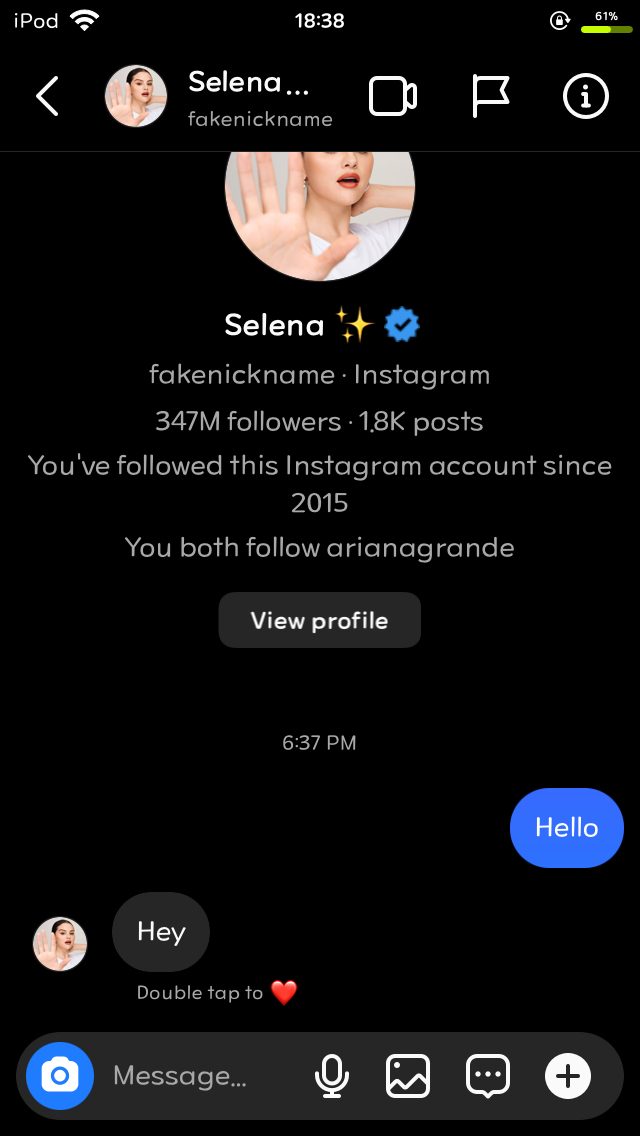 iPod 18:38 61%
Selena...
fakenickname
Selena ✨
fakenickname · Instagram
347M followers · 1.8K posts
You've followed this Instagram account since
2015
You both follow arianagrande
View profile
6:37 PM
Hello
Hey
Double tap to ❤️
Message...